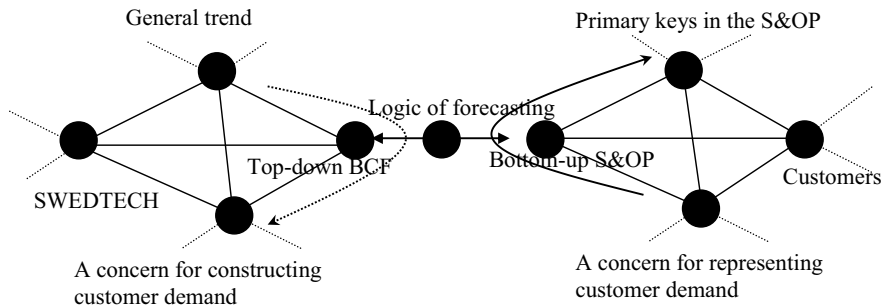 General trend
Primary keys in the S&OP
Logic of forecasting
Top-down BCF
Bottom-up S&OP
SWEDTECH
Customers
A concern for constructing
customer demand
A concern for representing
customer demand